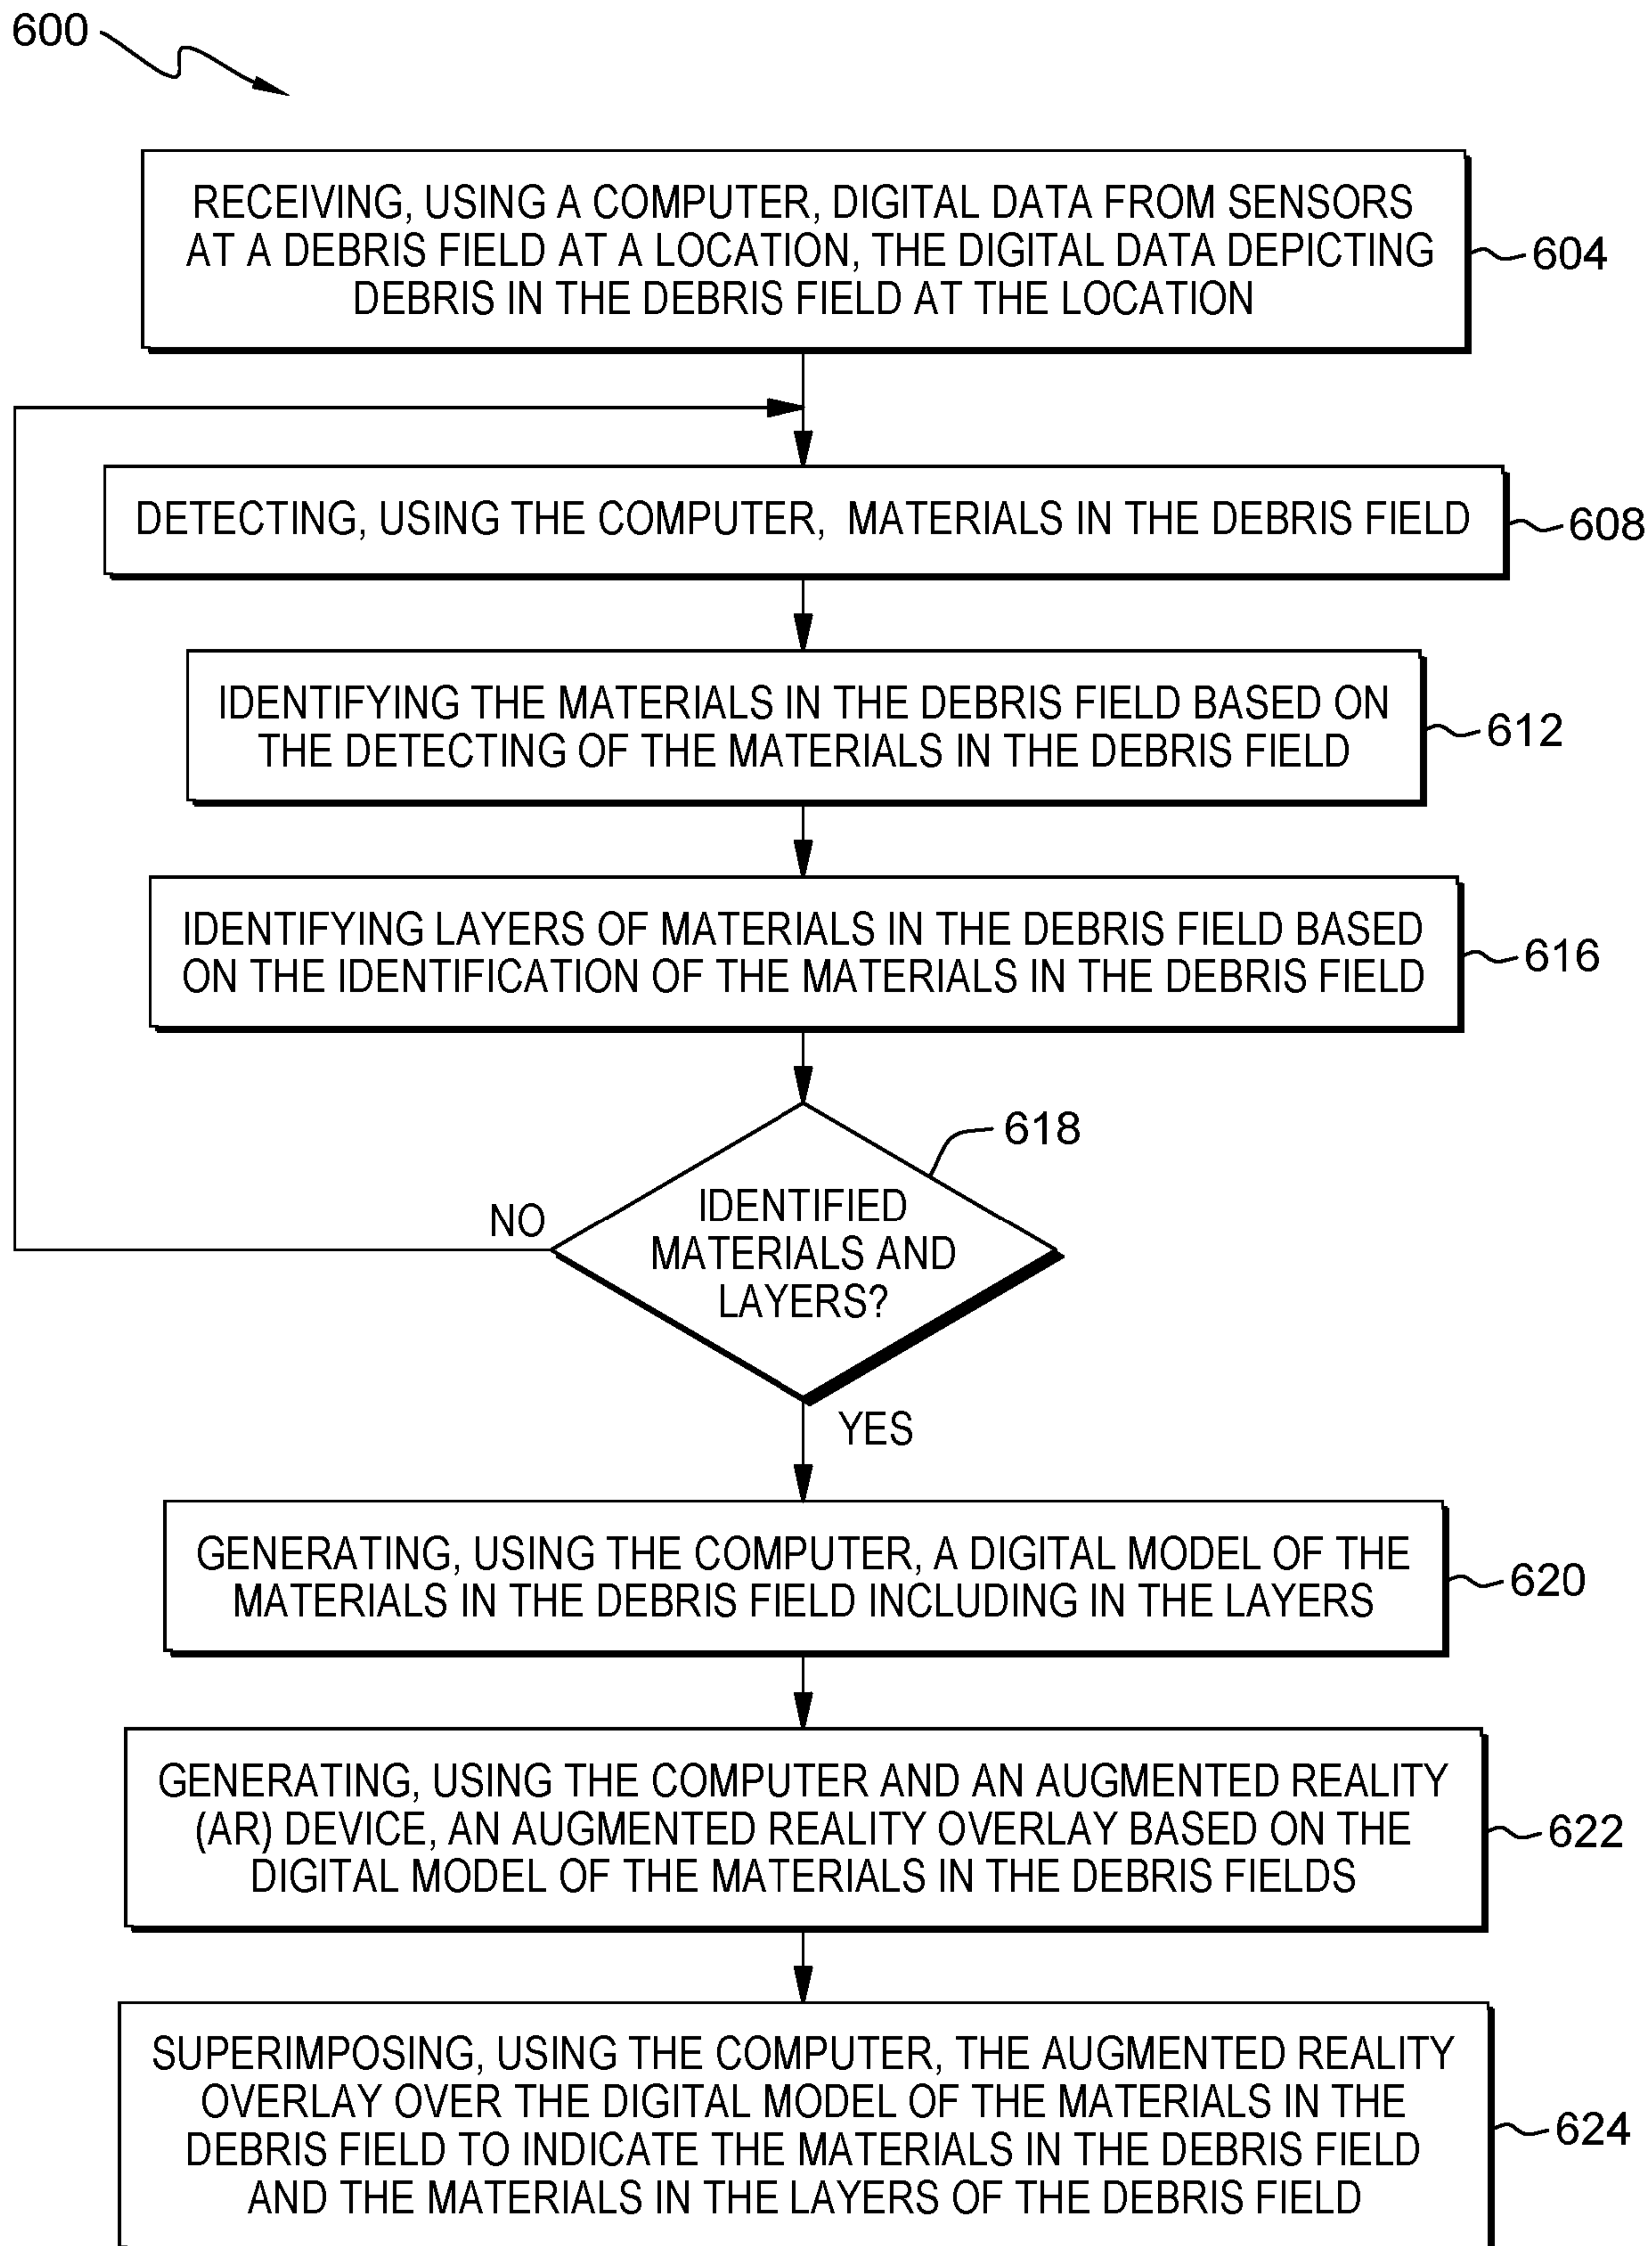 600
RECEIVING, USING A COMPUTER, DIGITAL DATA FROM SENSORS
AT A DEBRIS FIELD AT A LOCATION, THE DIGITAL DATA DEPICTING
DEBRIS IN THE DEBRIS FIELD AT THE LOCATION
604
DETECTING, USING THE COMPUTER, MATERIALS IN THE DEBRIS FIELD
608
IDENTIFYING THE MATERIALS IN THE DEBRIS FIELD BASED ON
THE DETECTING OF THE MATERIALS IN THE DEBRIS FIELD
612
IDENTIFYING LAYERS OF MATERIALS IN THE DEBRIS FIELD BASED
ON THE IDENTIFICATION OF THE MATERIALS IN THE DEBRIS FIELD
616
618
IDENTIFIED
MATERIALS AND
LAYERS?
NO
YES
GENERATING, USING THE COMPUTER, A DIGITAL MODEL OF THE
MATERIALS IN THE DEBRIS FIELD INCLUDING IN THE LAYERS
620
GENERATING, USING THE COMPUTER AND AN AUGMENTED REALITY
(AR) DEVICE, AN AUGMENTED REALITY OVERLAY BASED ON THE
DIGITAL MODEL OF THE MATERIALS IN THE DEBRIS FIELDS
622
SUPERIMPOSING, USING THE COMPUTER, THE AUGMENTED REALITY
OVERLAY OVER THE DIGITAL MODEL OF THE MATERIALS IN THE
DEBRIS FIELD TO INDICATE THE MATERIALS IN THE DEBRIS FIELD
AND THE MATERIALS IN THE LAYERS OF THE DEBRIS FIELD
624